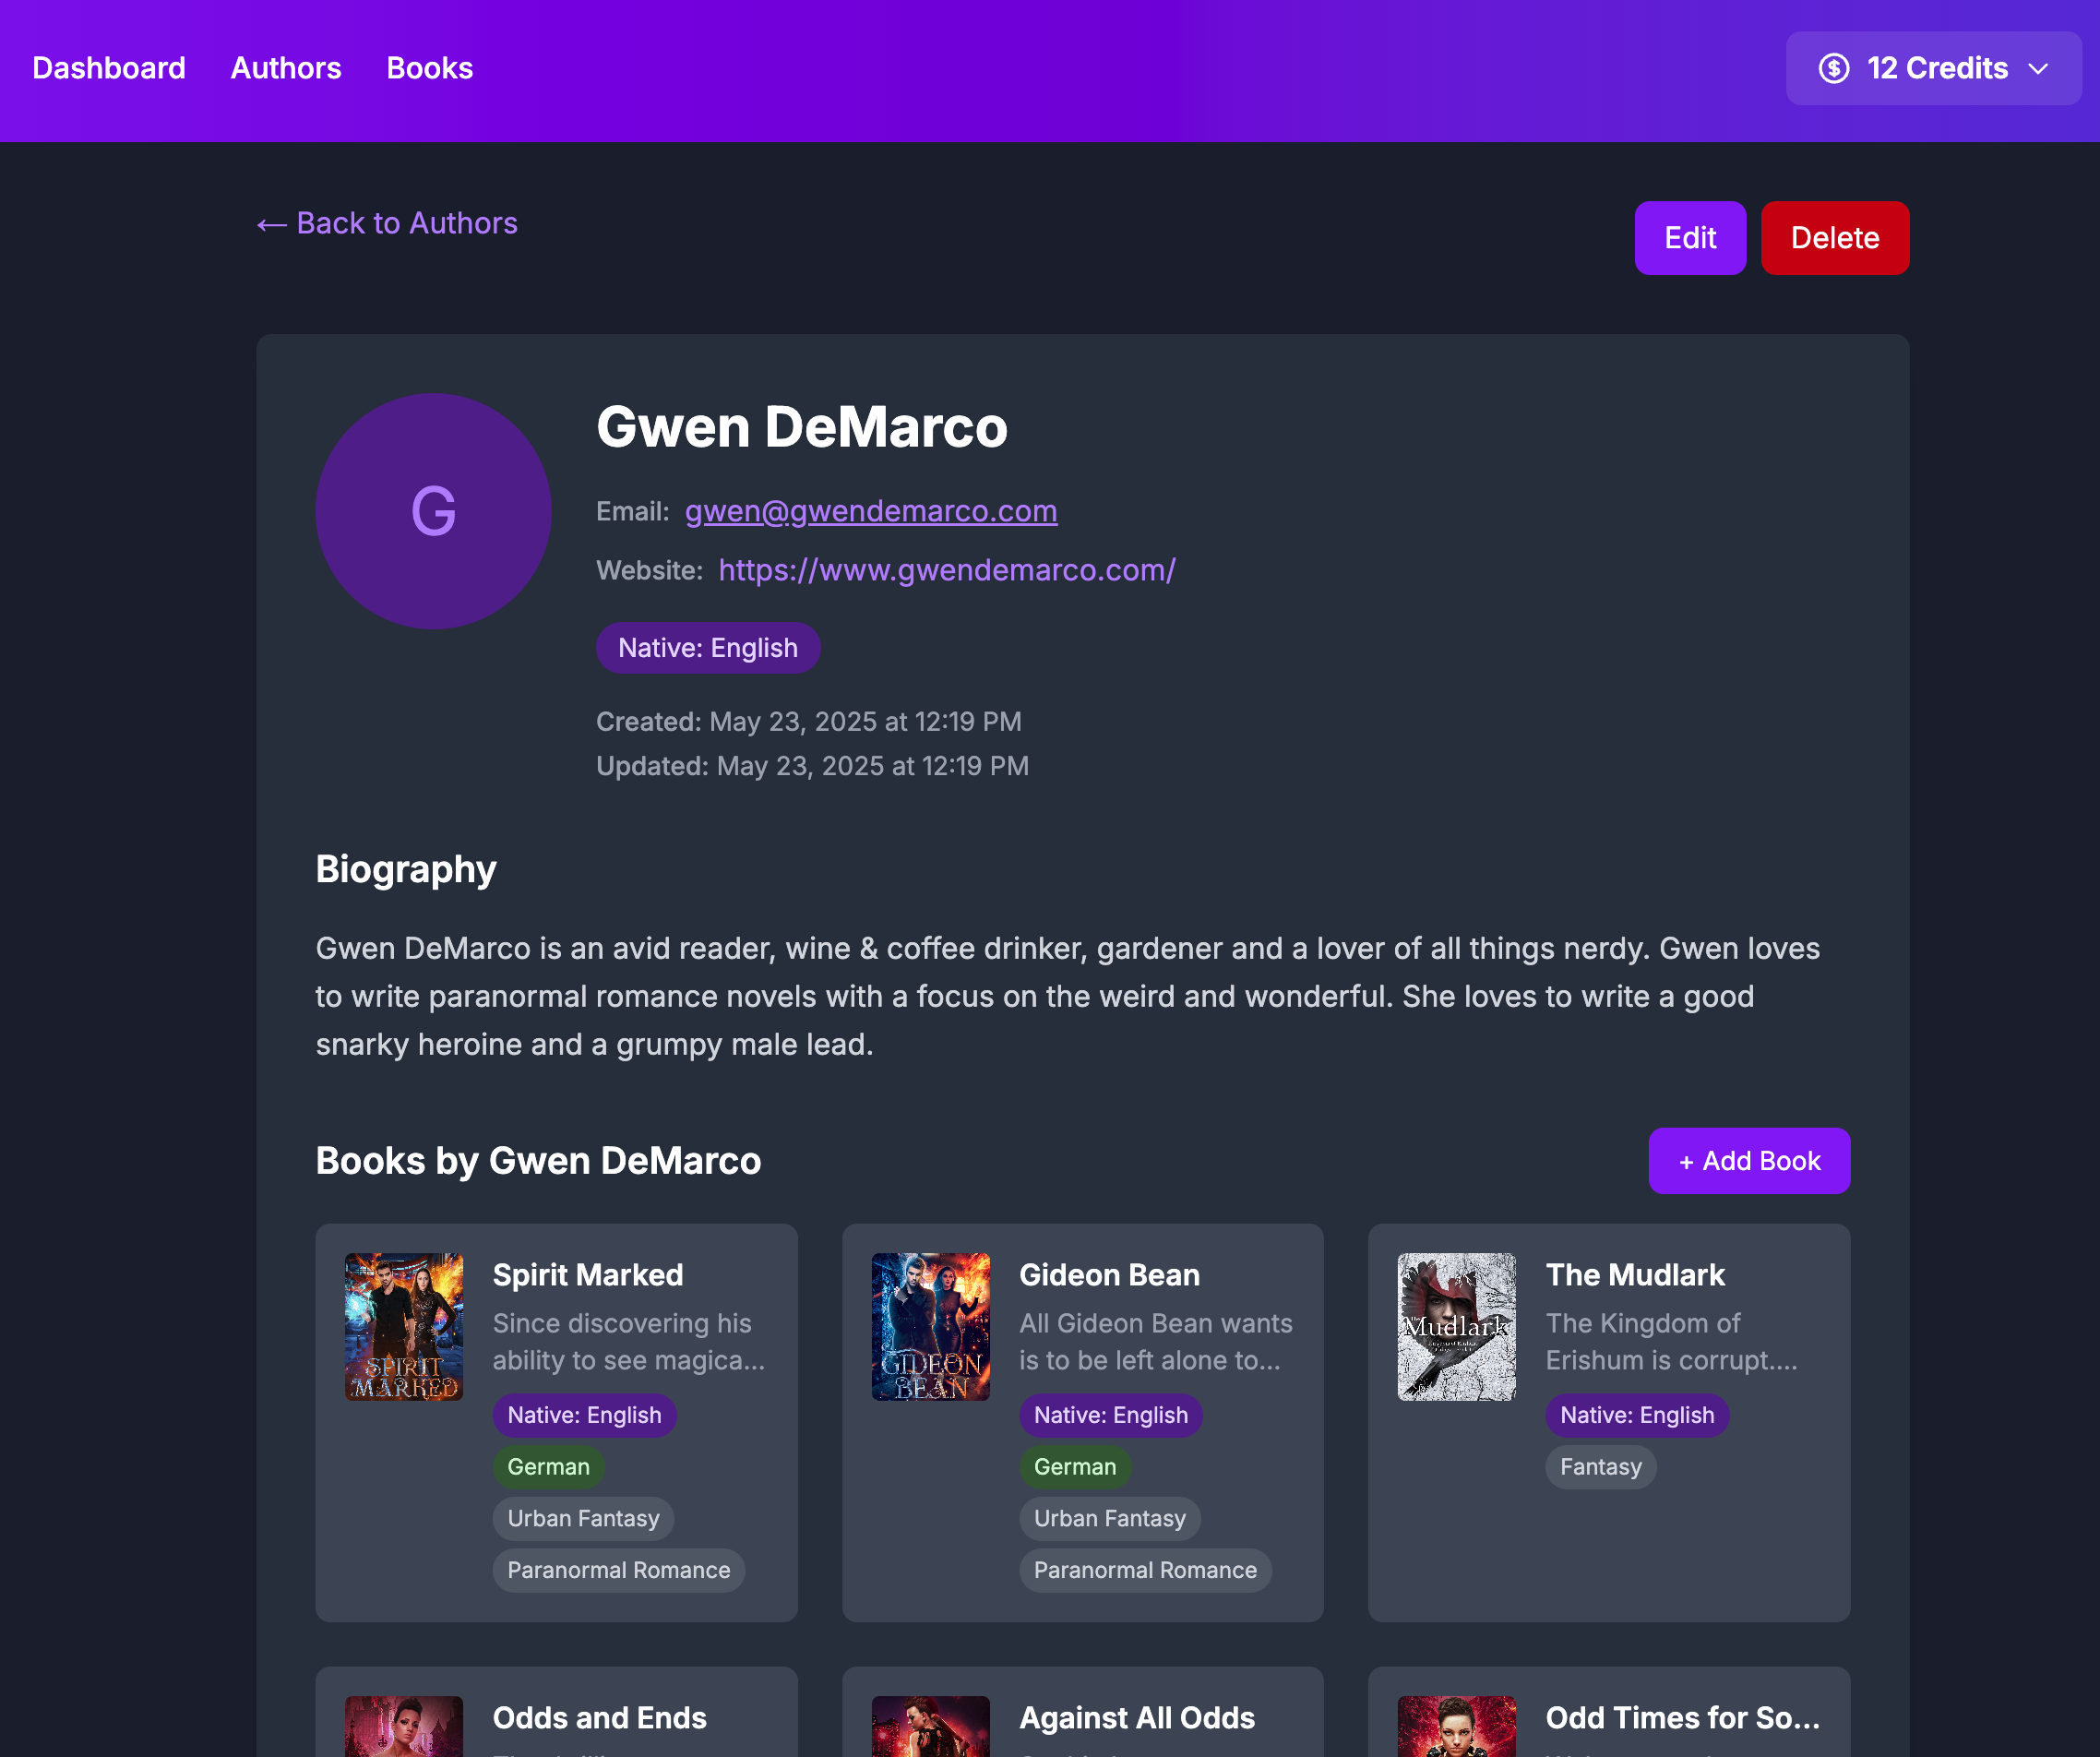 Dashboard Authors Books 12 Credits
← Back to Authors Edit Delete
G
Gwen DeMarco
Email: gwen@gwendemarco.com
Website: https://www.gwendemarco.com/
Native: English
Created: May 23, 2025 at 12:19 PM
Updated: May 23, 2025 at 12:19 PM
Biography
Gwen DeMarco is an avid reader, wine & coffee drinker, gardener and a lover of all things nerdy. Gwen loves
to write paranormal romance novels with a focus on the weird and wonderful. She loves to write a good
snarky heroine and a grumpy male lead.
Books by Gwen DeMarco + Add Book
SPIRIT
MARKED
Spirit Marked
Since discovering his
ability to see magica...
Native: English
German
Urban Fantasy
Paranormal Romance
GIDEON
BEAN
Gideon Bean
All Gideon Bean wants
is to be left alone to...
Native: English
German
Urban Fantasy
Paranormal Romance
Mudlark
The Mudlark
The Kingdom of
Erishum is corrupt....
Native: English
Fantasy
Odds and Ends
Against All Odds
Odd Times for So...